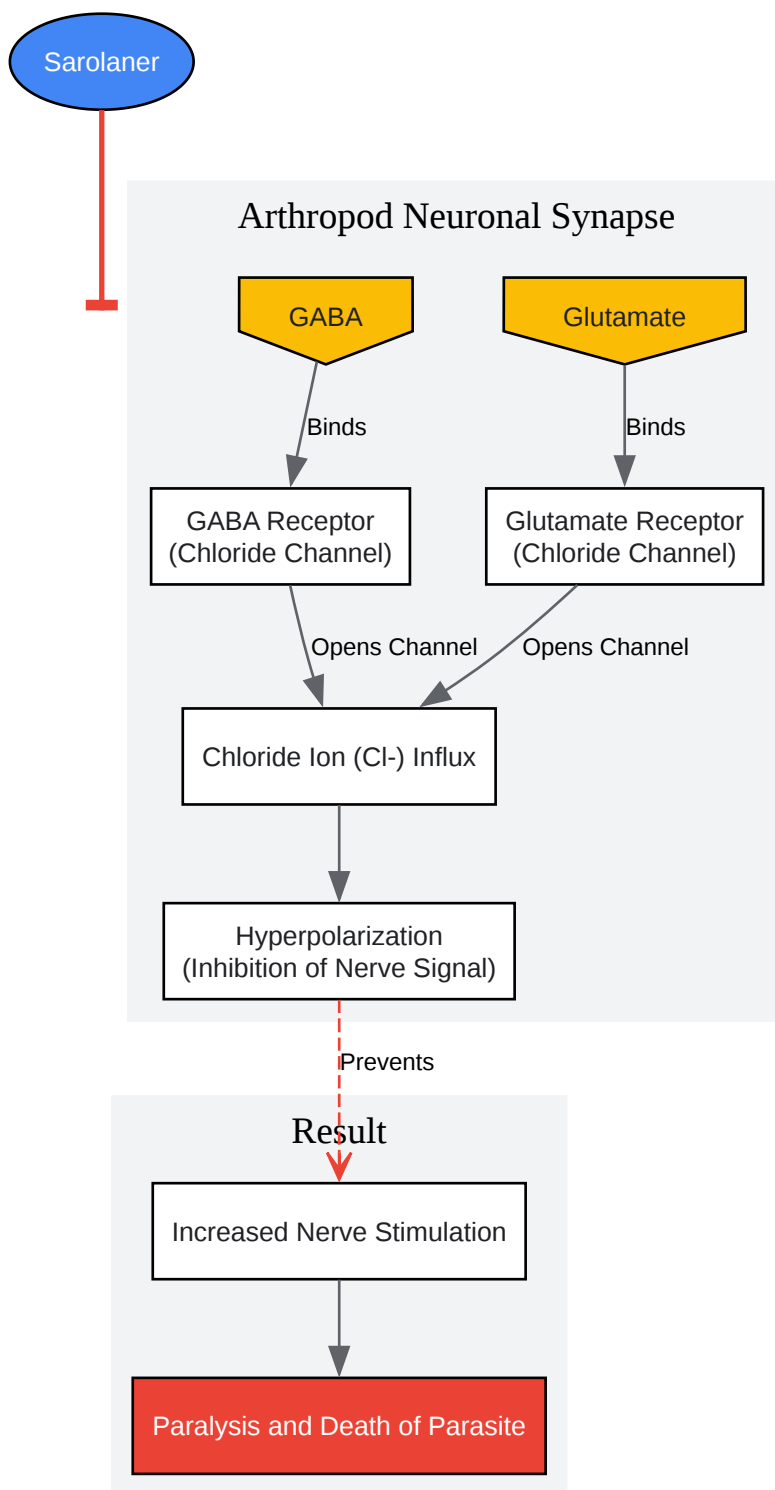 Sarolaner
Arthropod Neuronal Synapse
GABA
Glutamate
Binds
Binds
GABA Receptor
(Chloride Channel)
Glutamate Receptor
(Chloride Channel)
Opens Channel
Opens Channel
Chloride Ion (Cl-) Influx
Hyperpolarization
(Inhibition of Nerve Signal)
Prevents
Result
Increased Nerve Stimulation
Paralysis and Death of Parasite